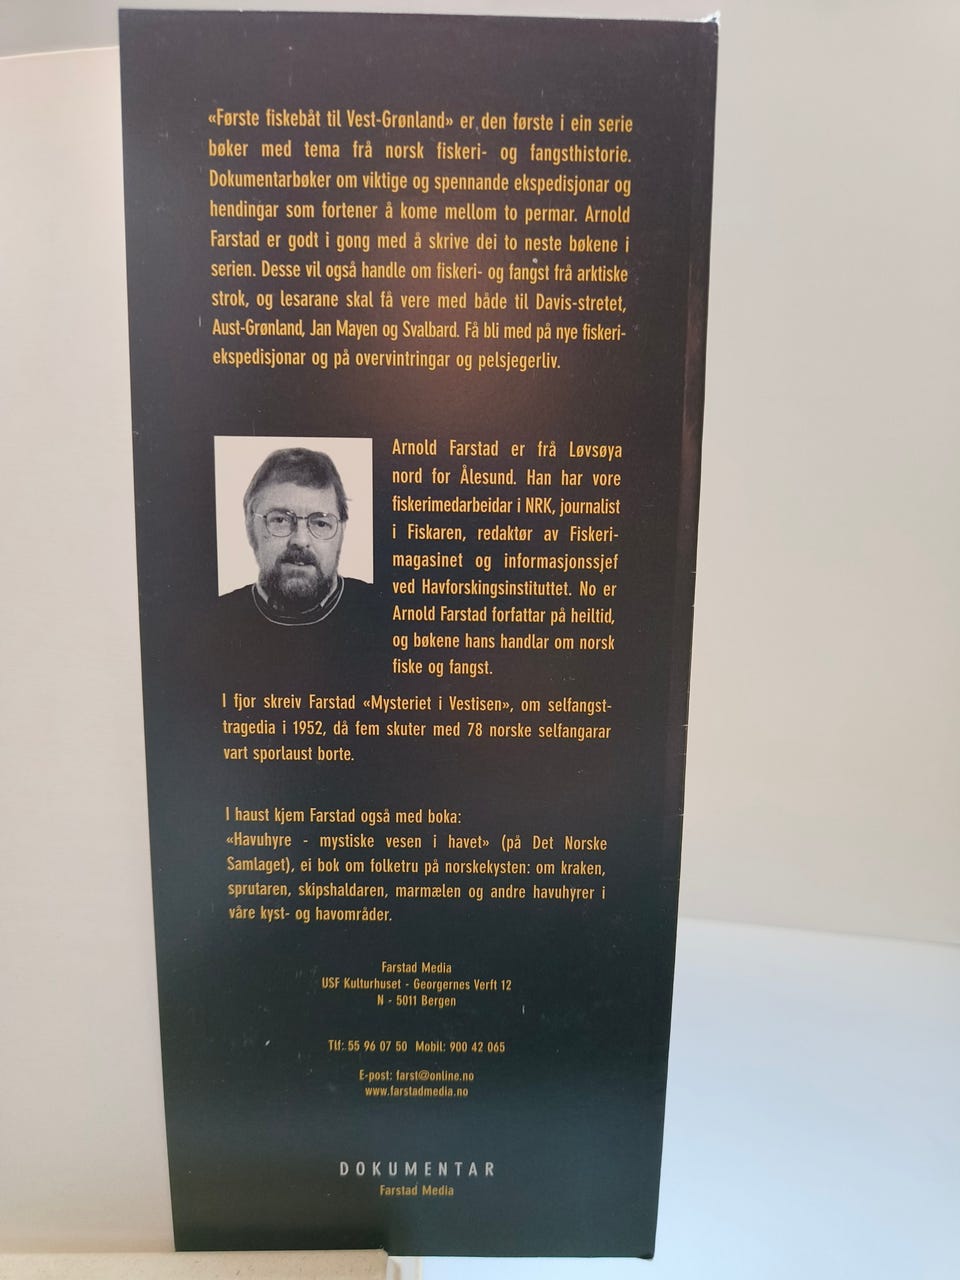 «Første fiskebåt til Vest-Grønland» er den første i ein serie
bøker med tema frå norsk fiskeri- og fangsthistorie.
Dokumentarbøker om viktige og spennande ekspedisjonar og
hendingar som fortener å kome mellom to permar. Arnold
Farstad er godt i gong med å skrive dei to neste bøkene i
serien. Desse vil også handle om fiskeri- og fangst frå arktiske
strok, og lesarane skal få vere med både til Davis-stretet,
Aust-Grønland, Jan Mayen og Svalbard. Få bli med på nye fiskeri-
ekspedisjonar og på overvintringar og pelsjegerliv.
Arnold Farstad er frå Løvsøya
nord for Ålesund. Han har vore
fiskerimedarbeidar i NRK, journalist
i Fiskaren, redaktør av Fiskeri-
magasinet og informasjonssjef
ved Havforskingsinstituttet. No er
Arnold Farstad forfattar på heiltid,
og bøkene hans handlar om norsk
fiske og fangst.
I fjor skreiv Farstad «Mysteriet i Vestisen», om selfangst-
tragedia i 1952, då fem skuter med 78 norske selfangarar
vart sporlaust borte.
I haust kjem Farstad også med boka:
«Havuhyre - mystiske vesen i havet» (på Det Norske
Samlaget), ei bok om folketru på norskekysten: om kraken,
sprutaren, skipshaldaren, marmælen og andre havuhyrer i
våre kyst- og havområder.
Farstad Media
USF Kulturhuset - Georgernes Verft 12
N - 5011 Bergen
Tlf: 55 96 07 50 Mobil: 900 42 065
E-post: farst@online.no
www.farstadmedia.no
DOKUMENTAR
Farstad Media